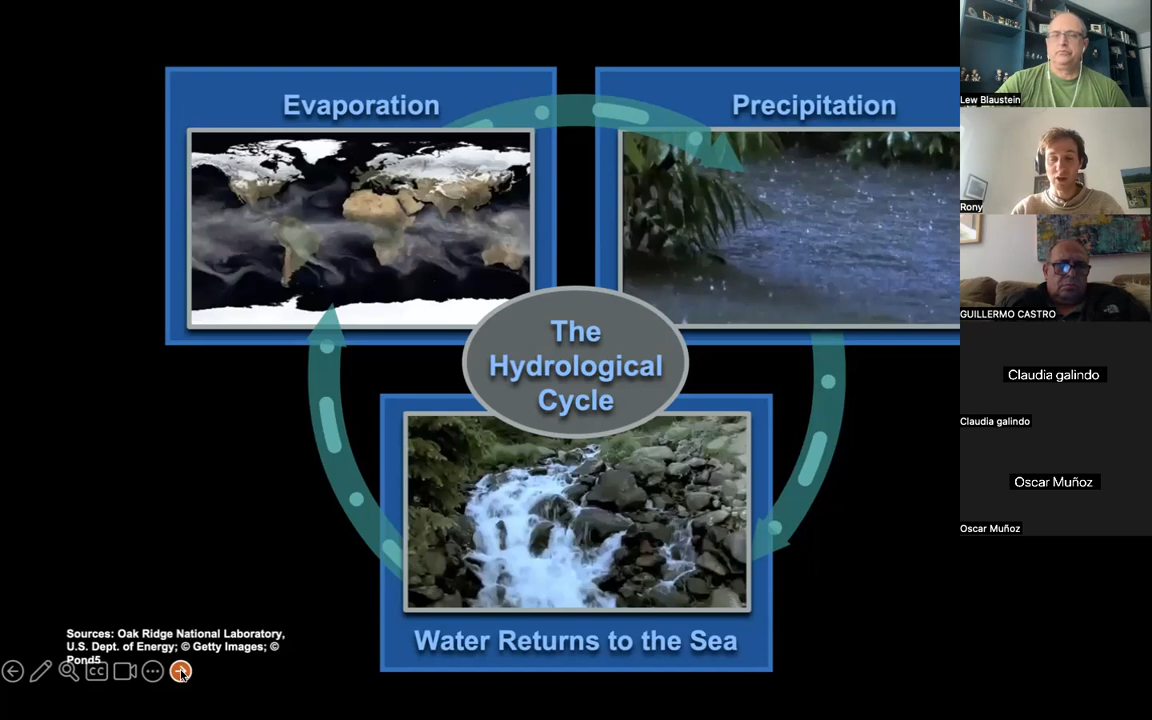 Evaporation
Precipitation
The
Hydrological
Cycle
Water Returns to the Sea
Sources: Oak Ridge National Laboratory,
U.S. Dept. of Energy; © Getty Images; ©
Pond5
CC
Lew Blaustein
Rony
GUILLERMO CASTRO
Claudia galindo
Claudia galindo
Oscar Muñoz
Oscar Muñoz